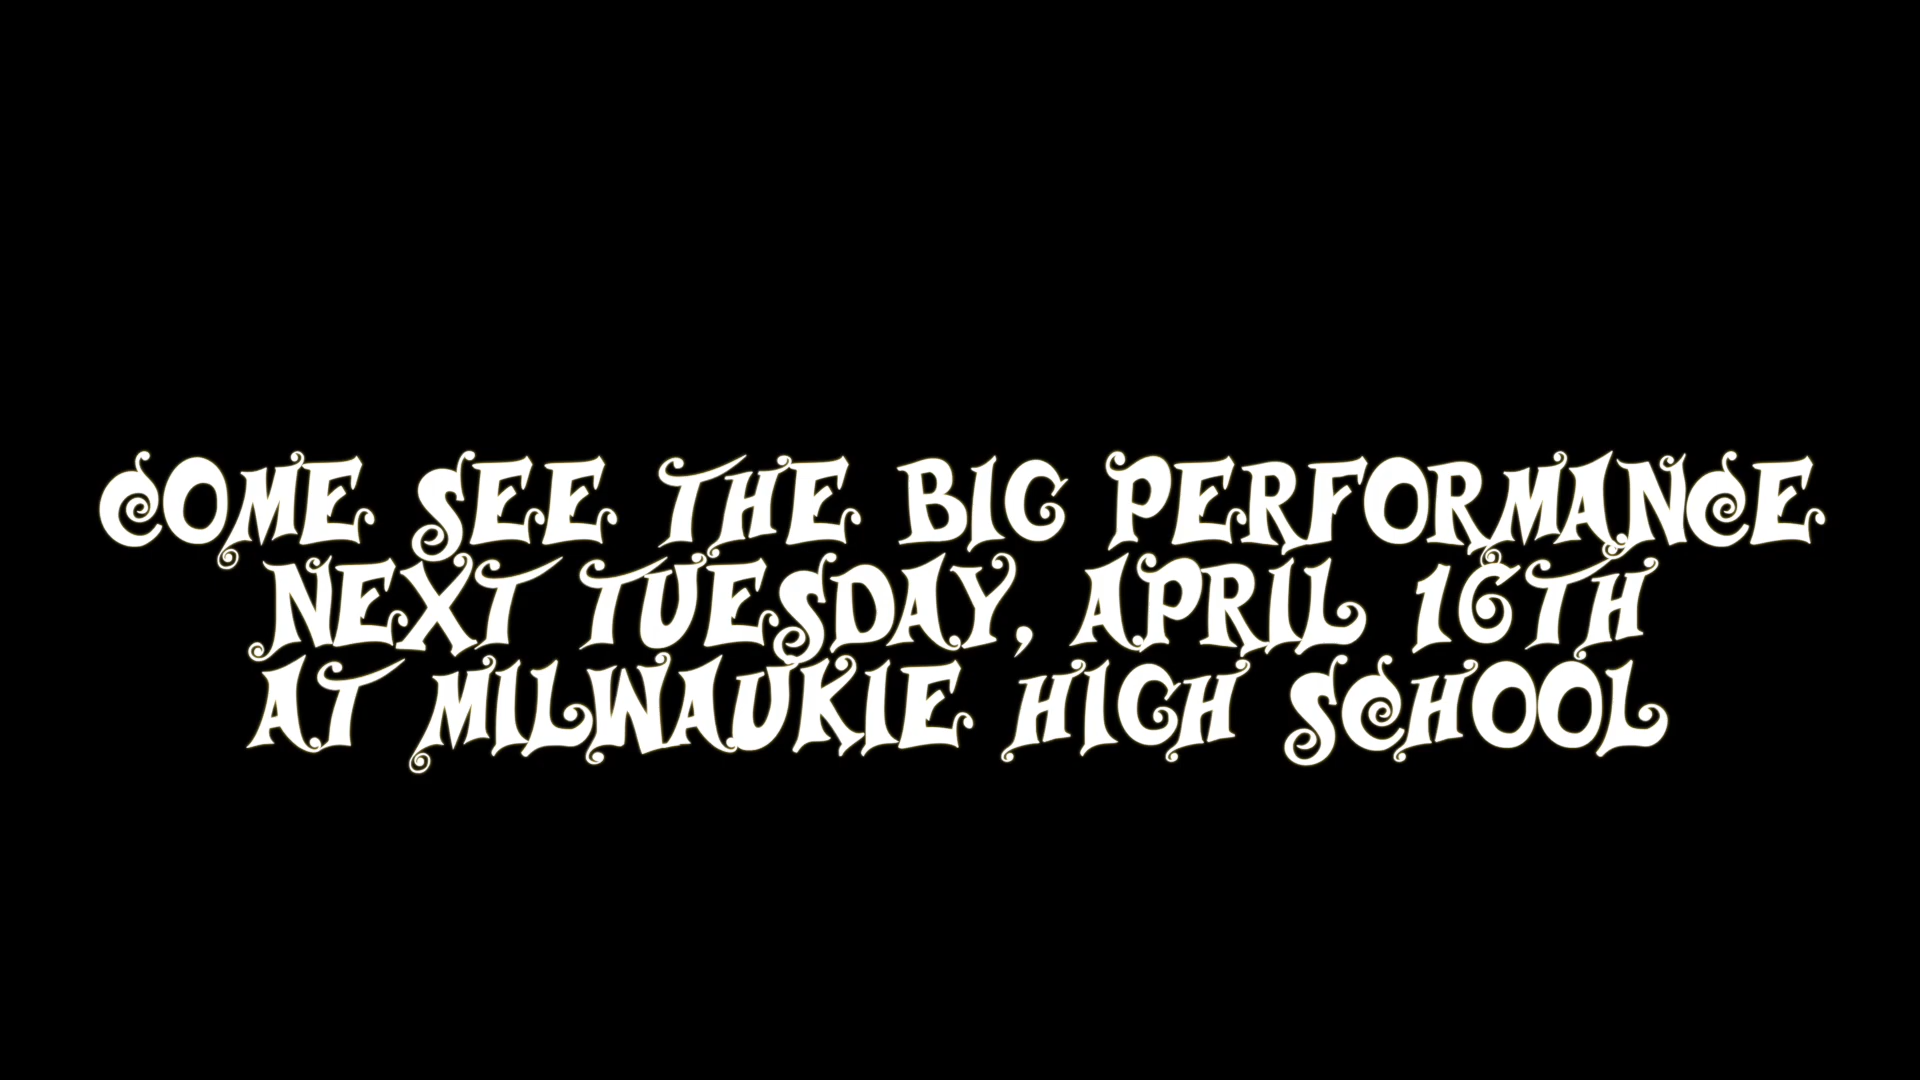 COME SEE THE BIG PERFORMANCE
NEXT TUESDAY, APRIL 16TH
AT MILWAUKIE HIGH SCHOOL